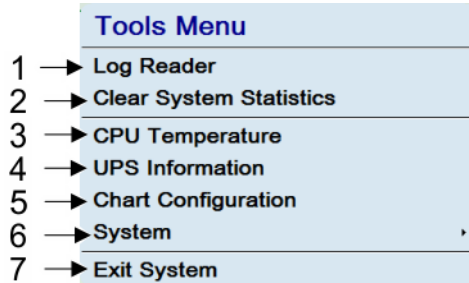 Tools Menu
1 Log Reader
2 Clear System Statistics
3 CPU Temperature
4 UPS Information
5 Chart Configuration
6 System
7 Exit System